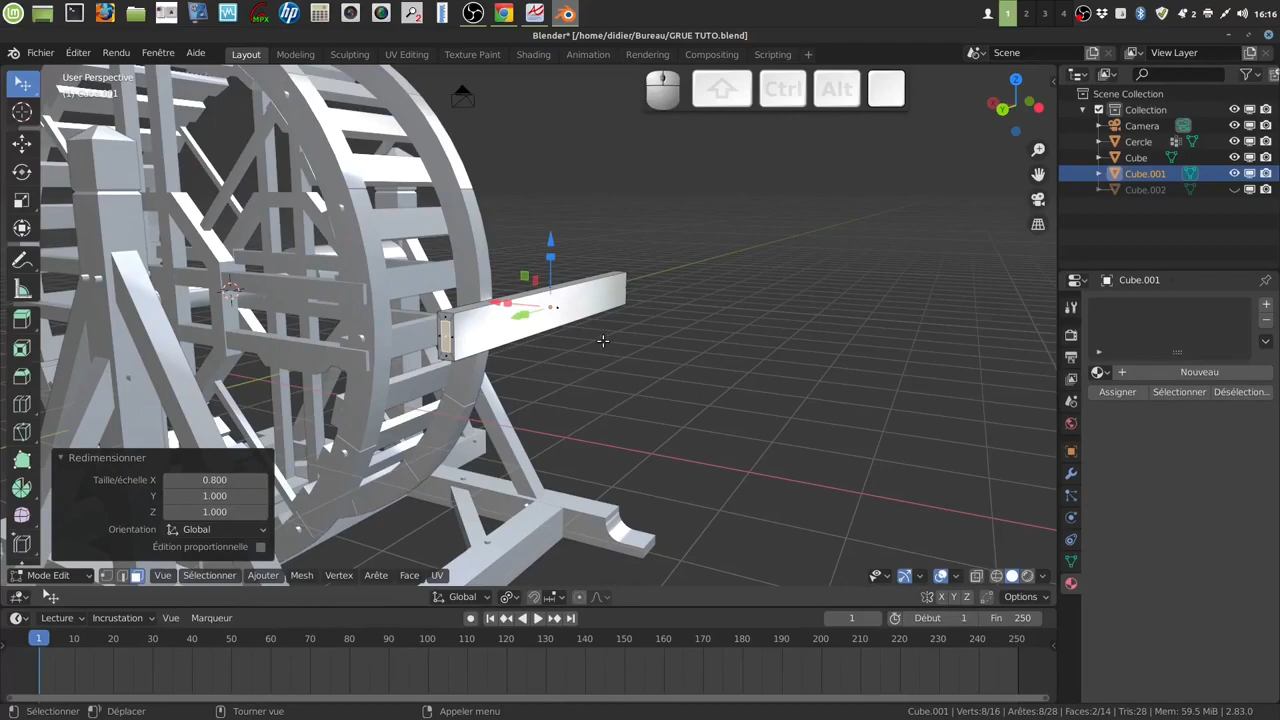 16:16
Blender* [/home/didier/Bureau/GRUE TUTO.blend]
Fichier Éditer Rendu Fenêtre Aide
Layout Modeling Sculpting UV Editing Texture Paint Shading Animation Rendering Compositing Scripting +
Scene
View Layer
User Perspective
(1) Cube.001
Ctrl Alt
Z
Y
Scene Collection
Collection
Camera
Cercle
Cube
Cube.001
Cube.002
Cube.001
Nouveau
Assigner Sélectionner Désélection...
Redimensionner
Taille/échelle X 0.800
Y 1.000
Z 1.000
Orientation Global
Édition proportionnelle
Mode Edit Vue Sélectionner Ajouter Mesh Vertex Arête Face UV
Global
X Y Z Options
Lecture Incrustation Vue Marqueur
1 Début 1 Fin 250
1 10 20 30 40 50 60 70 80 90 100 110 120 130 140 150 160 170 180 190 200 210 220 230 240 250
Sélectionner Déplacer Tourner vue Appeler menu
Cube.001 | Verts:8/16 | Arêtes:8/28 | Faces:2/14 | Tris:28 | Mem: 59.5 MiB | 2.83.0